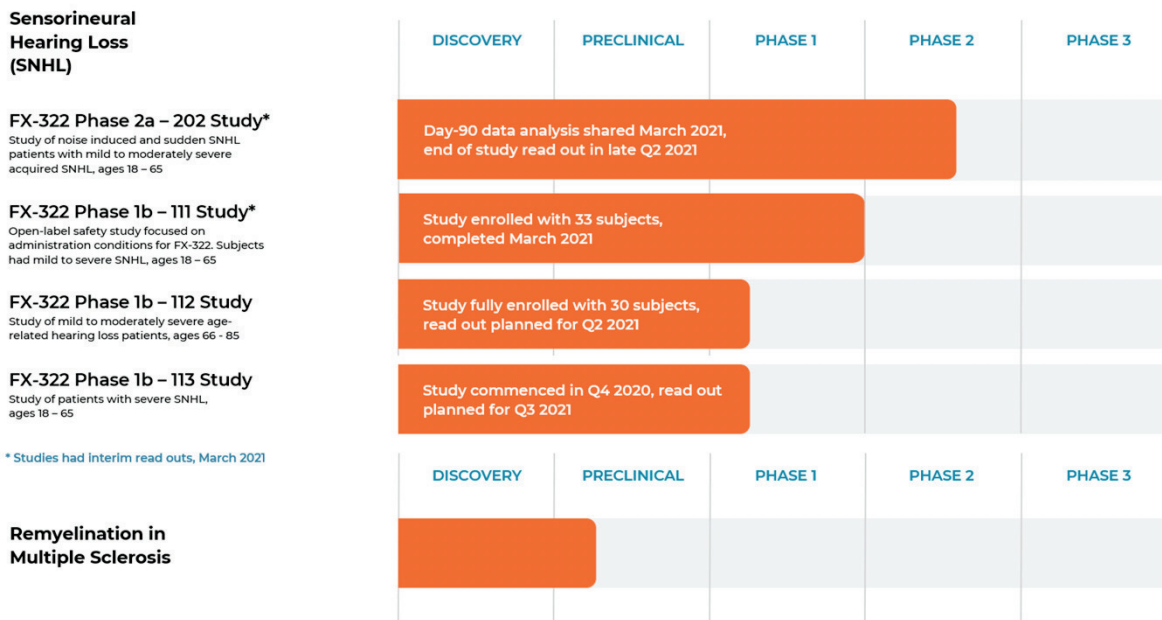 Sensorineural
Hearing Loss
(SNHL)
DISCOVERY
PRECLINICAL
PHASE 1
PHASE 2
PHASE 3
FX-322 Phase 2a – 202 Study*
Study of noise induced and sudden SNHL
patients with mild to moderately severe
acquired SNHL, ages 18 – 65
Day-90 data analysis shared March 2021,
end of study read out in late Q2 2021
FX-322 Phase 1b – 111 Study*
Open-label safety study focused on
administration conditions for FX-322. Subjects
had mild to severe SNHL, ages 18 – 65
Study enrolled with 33 subjects,
completed March 2021
FX-322 Phase 1b – 112 Study
Study of mild to moderately severe age-
related hearing loss patients, ages 66 - 85
Study fully enrolled with 30 subjects,
read out planned for Q2 2021
FX-322 Phase 1b – 113 Study
Study of patients with severe SNHL,
ages 18 – 65
Study commenced in Q4 2020, read out
planned for Q3 2021
* Studies had interim read outs, March 2021
DISCOVERY
PRECLINICAL
PHASE 1
PHASE 2
PHASE 3
Remyelination in
Multiple Sclerosis